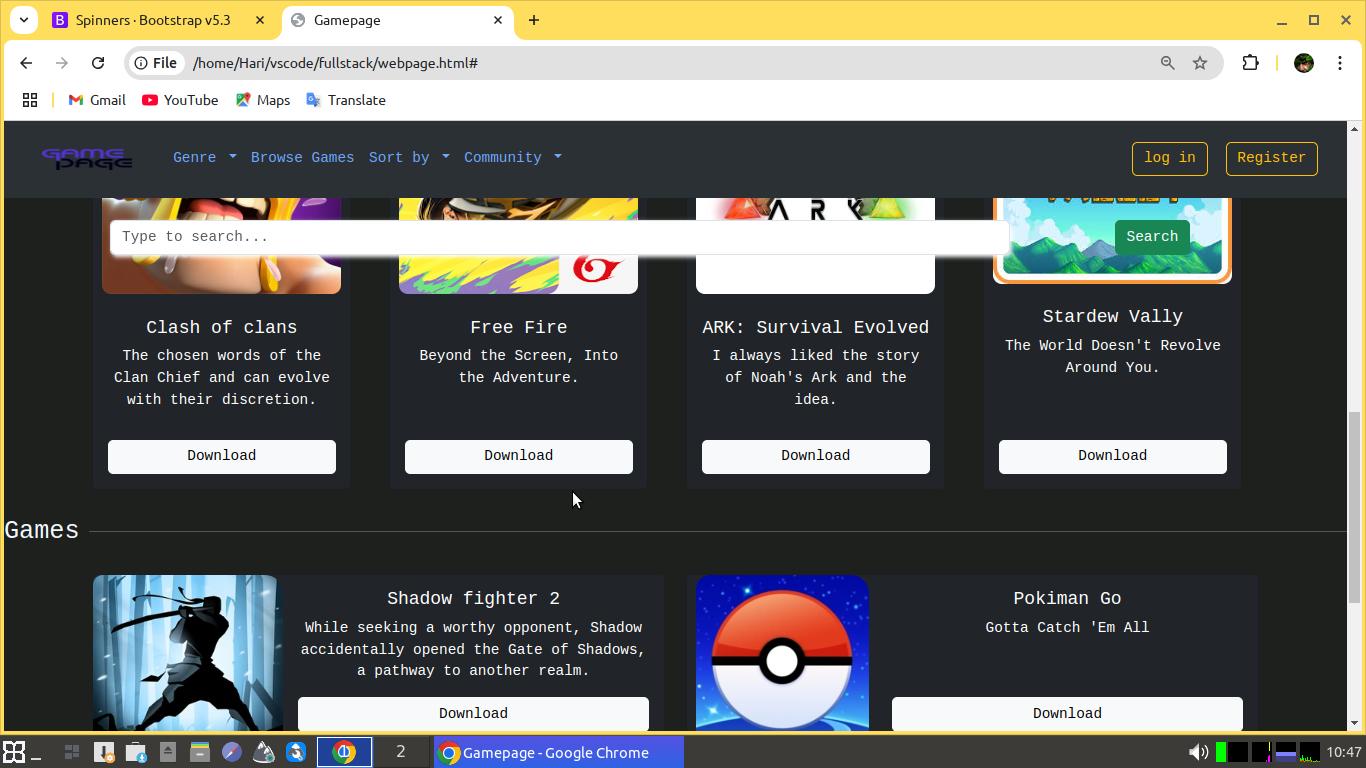 Spinners · Bootstrap v5.3
Gamepage
File
/home/Hari/vscode/fullstack/webpage.html#
Gmail
YouTube
Maps
Translate
GAME
PAGE
Genre
Browse Games
Sort by
Community
log in
Register
ARK
Type to search...
Search
Clash of clans
The chosen words of the
Clan Chief and can evolve
with their discretion.
Download
Free Fire
Beyond the Screen, Into
the Adventure.
Download
ARK: Survival Evolved
I always liked the story
of Noah's Ark and the
idea.
Download
Stardew Vally
The World Doesn't Revolve
Around You.
Download
Games
Shadow fighter 2
While seeking a worthy opponent, Shadow
accidentally opened the Gate of Shadows,
a pathway to another realm.
Download
Pokiman Go
Gotta Catch 'Em All
Download
2
Gamepage - Google Chrome
10:47